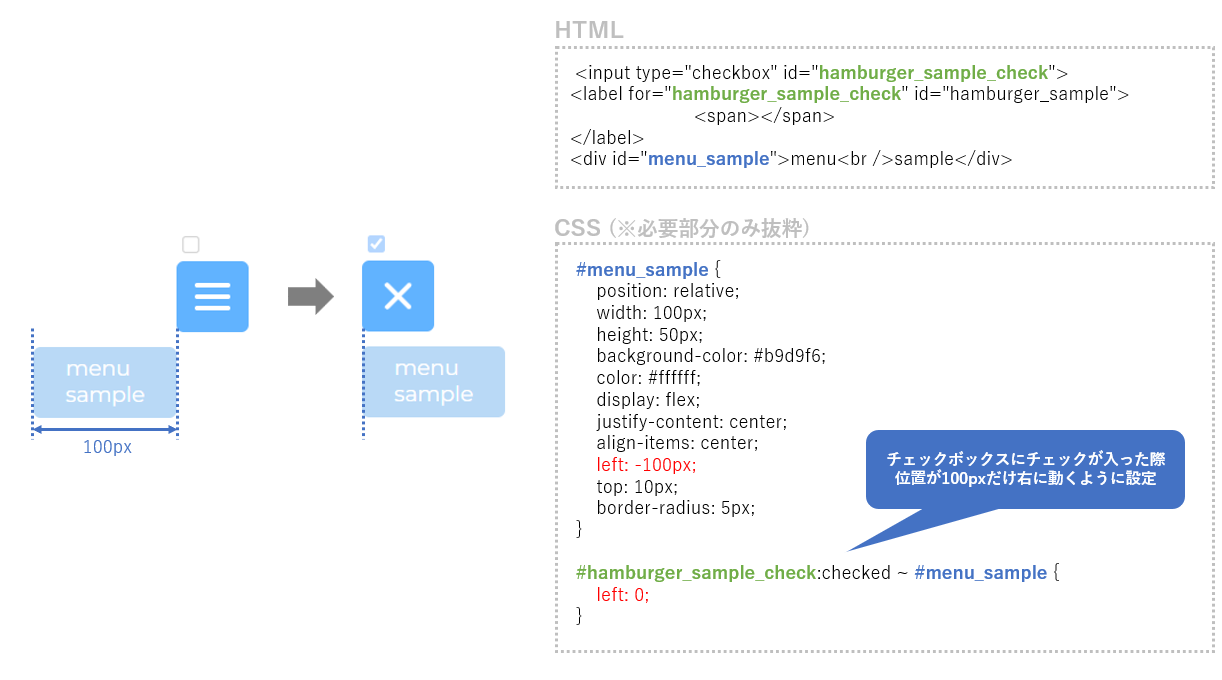 HTML
<input type="checkbox" id="hamburger_sample_check">
<label for="hamburger_sample_check" id="hamburger_sample">
<span></span>
</label>
<div id="menu_sample">menu<br />sample</div>
menu
sample
100px
menu
sample
CSS（※必要部分のみ抜粋）
#menu_sample {
position: relative;
width: 100px;
height: 50px;
background-color: #b9d9f6;
color: #ffffff;
display: flex;
justify-content: center;
align-items: center;
left: -100px;
top: 10px;
border-radius: 5px;
}
チェックボックスにチェックが入った際
位置が100pxだけ右に動くように設定
#hamburger_sample_check:checked ~ #menu_sample {
left: 0;
}